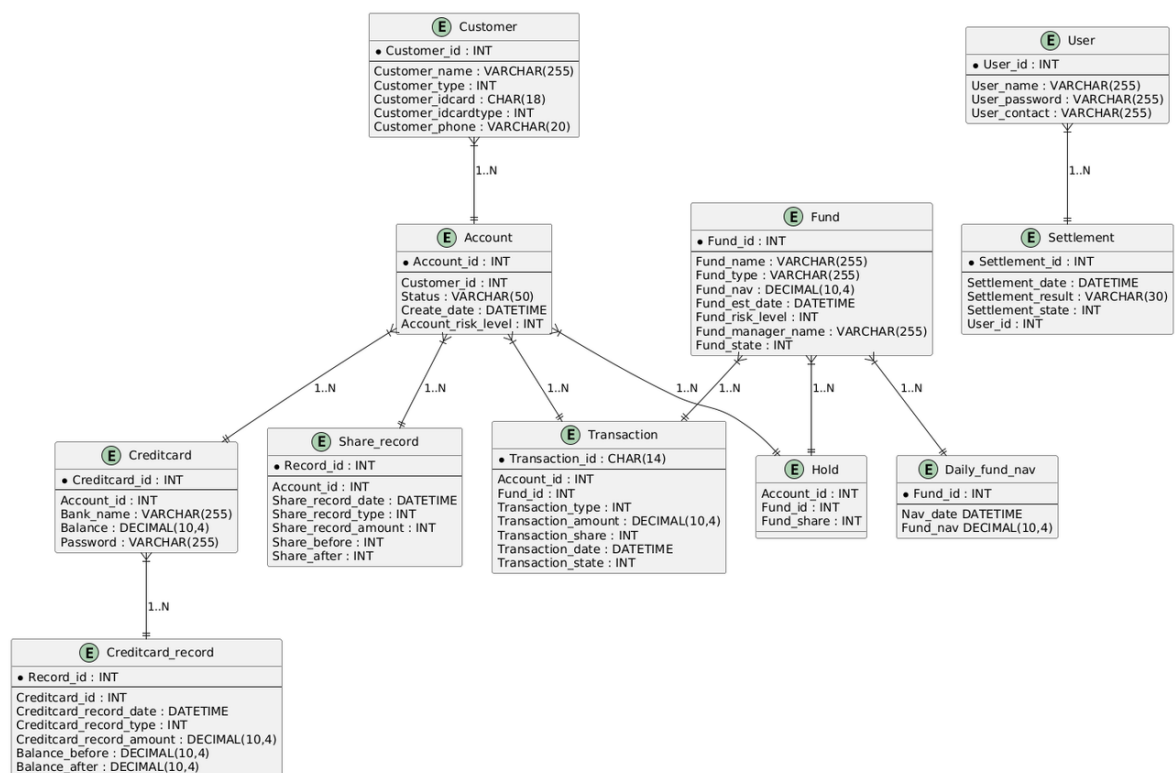 E Customer
• Customer_id : INT
Customer_name : VARCHAR(255)
Customer_type : INT
Customer_idcard : CHAR(18)
Customer_idcardtype : INT
Customer_phone : VARCHAR(20)
E User
• User_id : INT
User_name : VARCHAR(255)
User_password : VARCHAR(255)
User_contact : VARCHAR(255)
1..N
1..N
E Account
• Account_id : INT
Customer_id : INT
Status : VARCHAR(50)
Create_date : DATETIME
Account_risk_level : INT
E Fund
• Fund_id : INT
Fund_name : VARCHAR(255)
Fund_type : VARCHAR(255)
Fund_nav : DECIMAL(10,4)
Fund_est_date : DATETIME
Fund_risk_level : INT
Fund_manager_name : VARCHAR(255)
Fund_state : INT
E Settlement
• Settlement_id : INT
Settlement_date : DATETIME
Settlement_result : VARCHAR(30)
Settlement_state : INT
User_id : INT
1..N
1..N
1..N
1..N
1..N
1..N
1..N
E Creditcard
• Creditcard_id : INT
Account_id : INT
Bank_name : VARCHAR(255)
Balance : DECIMAL(10,4)
Password : VARCHAR(255)
E Share_record
• Record_id : INT
Account_id : INT
Share_record_date : DATETIME
Share_record_type : INT
Share_record_amount : INT
Share_before : INT
Share_after : INT
E Transaction
• Transaction_id : CHAR(14)
Account_id : INT
Fund_id : INT
Transaction_type : INT
Transaction_amount : DECIMAL(10,4)
Transaction_share : INT
Transaction_date : DATETIME
Transaction_state : INT
E Hold
Account_id : INT
Fund_id : INT
Fund_share : INT
E Daily_fund_nav
• Fund_id : INT
Nav_date DATETIME
Fund_nav DECIMAL(10,4)
1..N
E Creditcard_record
• Record_id : INT
Creditcard_id : INT
Creditcard_record_date : DATETIME
Creditcard_record_type : INT
Creditcard_record_amount : DECIMAL(10,4)
Balance_before : DECIMAL(10,4)
Balance_after : DECIMAL(10,4)